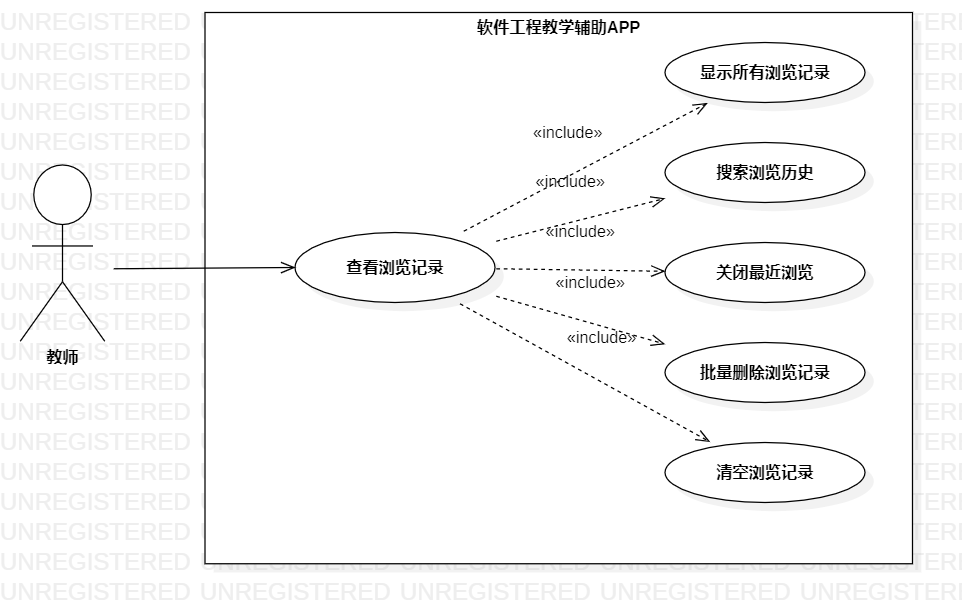 软件工程教学辅助APP
显示所有浏览记录
«include»
搜索浏览历史
«include»
«include»
查看浏览记录
关闭最近浏览
«include»
«include»
教师
批量删除浏览记录
清空浏览记录
UNREGISTERED